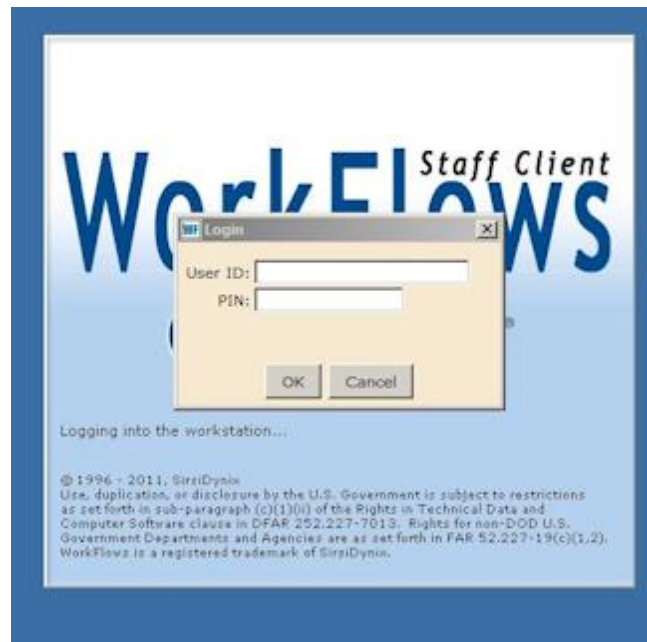 Staff Client
WorkFlows
WF Login
User ID:
PIN:
OK Cancel
®
Logging into the workstation...
© 1996 - 2011, SirsiDynix
Use, duplication, or disclosure by the U.S. Government is subject to restrictions
as set forth in sub-paragraph (c)(1)(ii) of the Rights in Technical Data and
Computer Software clause in DFAR 252.227-7013. Rights for non-DOD U.S.
Government Departments and Agencies are as set forth in FAR 52.227-19(c)(1,2).
WorkFlows is a registered trademark of SirsiDynix.